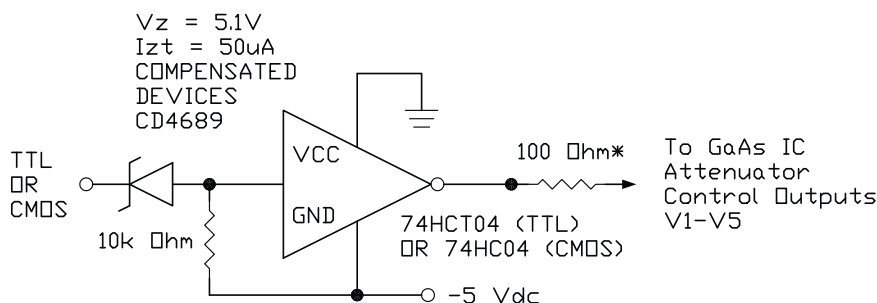 Vz = 5.1V
Izt = 50uA
COMPENSATED
DEVICES
CD4689
TTL
OR
CMOS
10k Ohm
VCC
GND
74HCT04 (TTL)
OR 74HC04 (CMOS)
-5 Vdc
100 Ohm*
To GaAs IC
Attenuator
Control Outputs
V1-V5